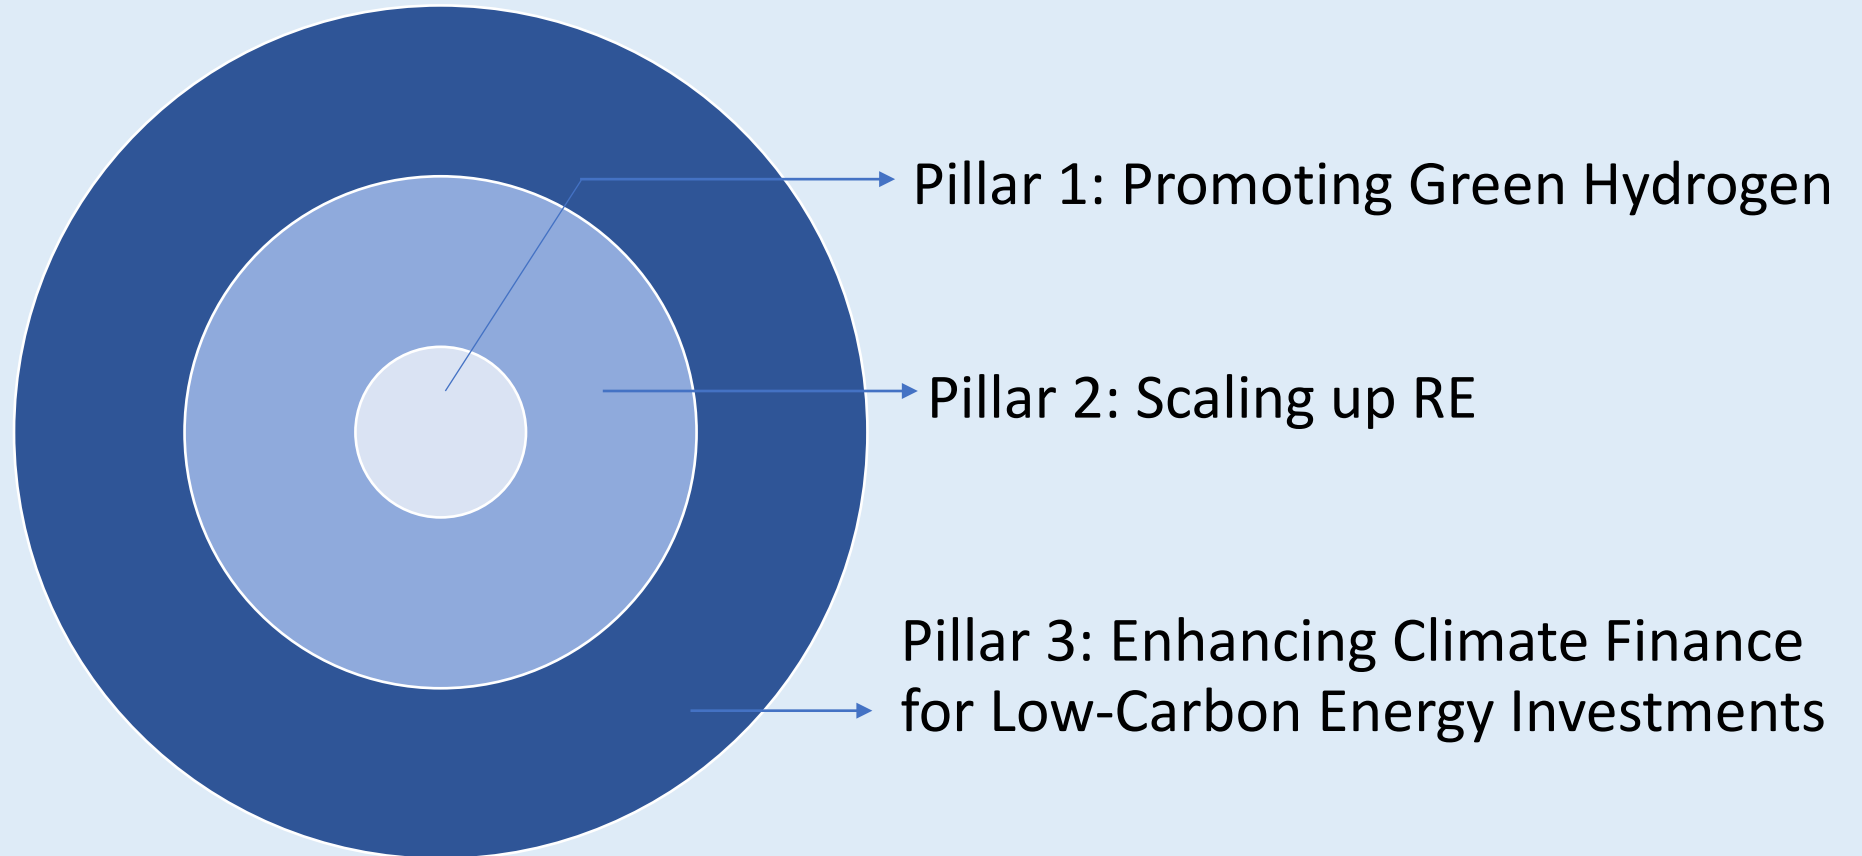 Pillar 1: Promoting Green Hydrogen
Pillar 2: Scaling up RE
Pillar 3: Enhancing Climate Finance
for Low-Carbon Energy Investments